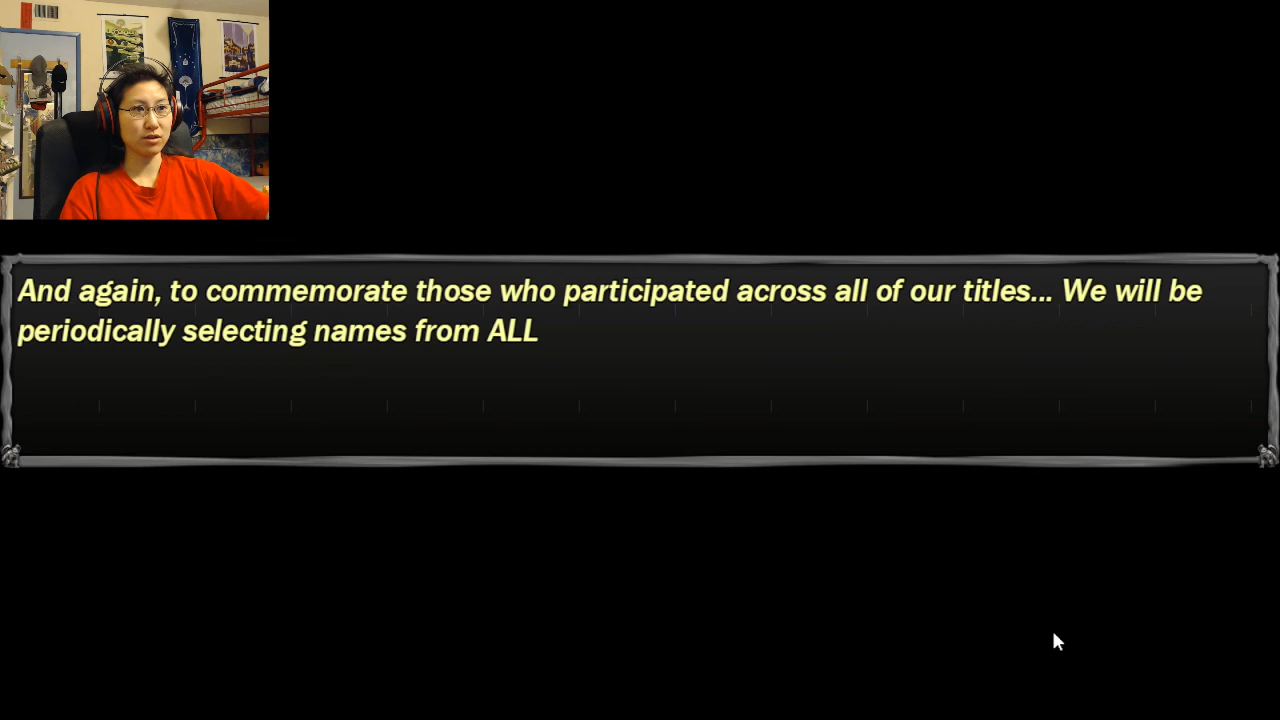 And again, to commemorate those who participated across all of our titles... We will be
periodically selecting names from ALL